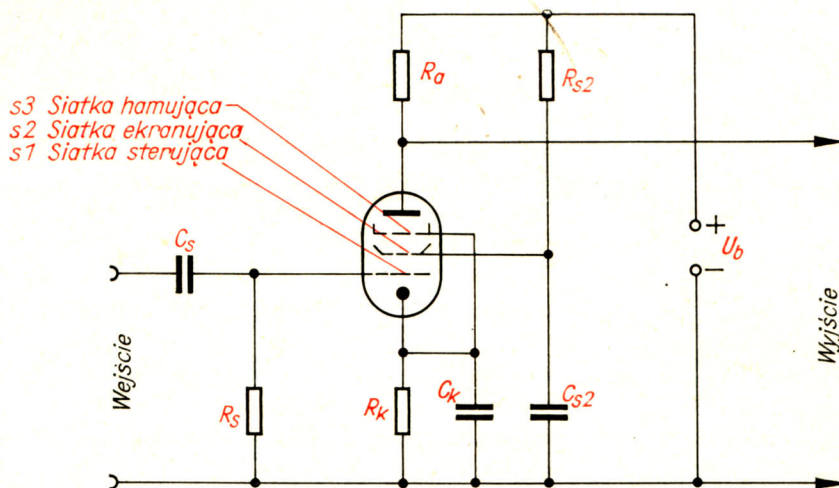 Ra
Rs2
s3 Siatka hamująca
s2 Siatka ekranująca
s1 Siatka sterująca
Cs
+
Ub
−
Wejście
Wyjście
Rs
Rk
Ck
Cs2